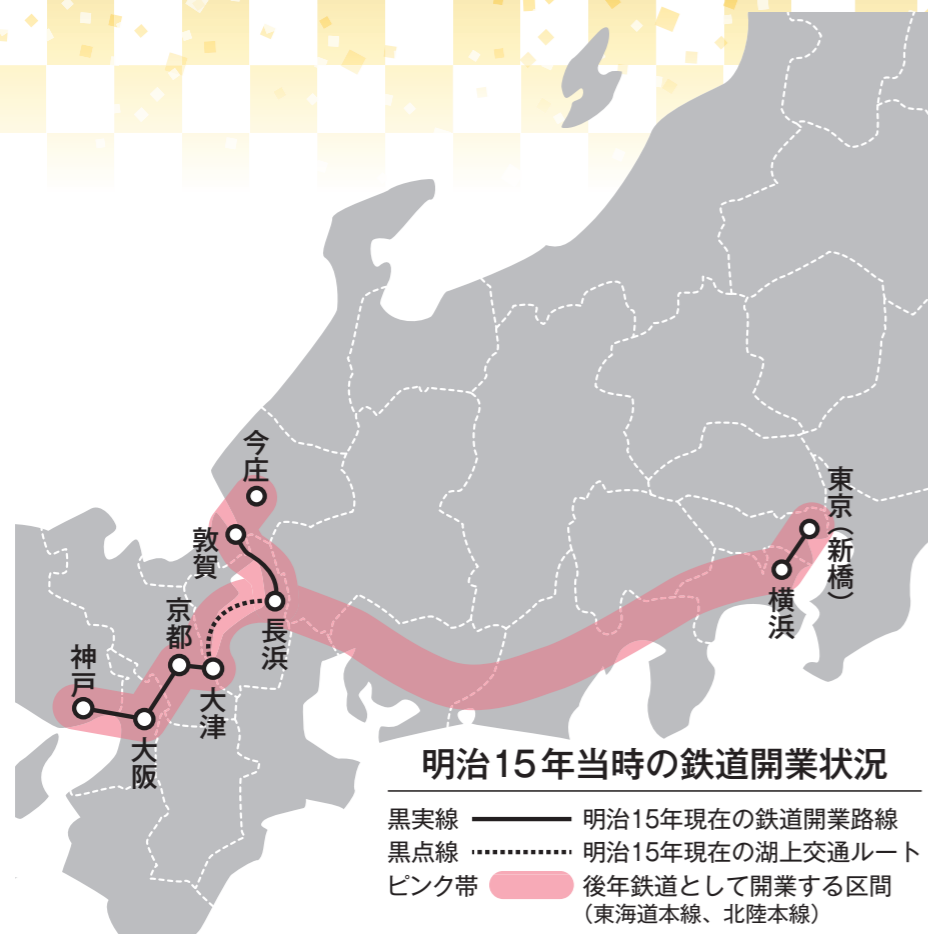 今庄
敦賀
京都
長浜
神戸
大津
大阪
東京（新橋）
横浜
明治15年当時の鉄道開業状況
黒実線 明治15年現在の鉄道開業路線
黒点線 明治15年現在の湖上交通ルート
ピンク帯 後年鉄道として開業する区間
（東海道本線、北陸本線）